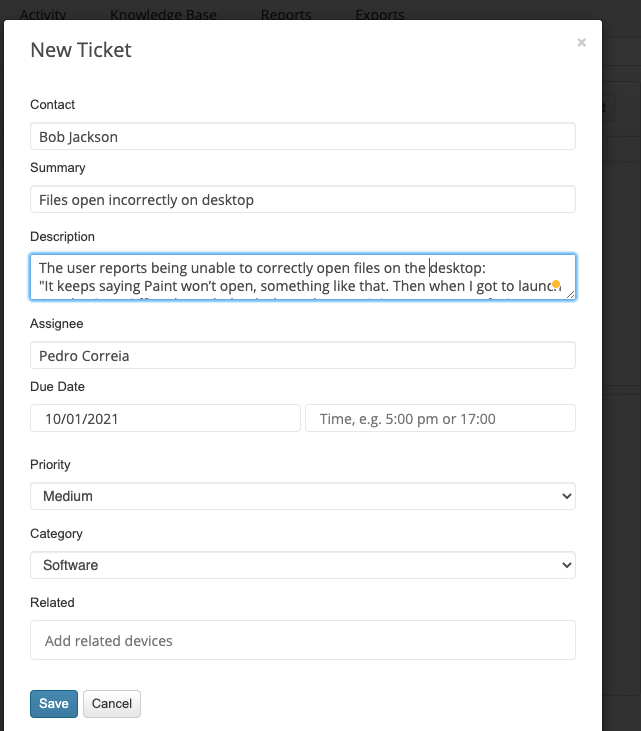 Activity Knowledge Base Reports Exports
New Ticket ×
Contact
Bob Jackson
Summary
Files open incorrectly on desktop
Description
The user reports being unable to correctly open files on the desktop:
"It keeps saying Paint won’t open, something like that. Then when I got to launch
Assignee
Pedro Correia
Due Date
10/01/2021 Time, e.g. 5:00 pm or 17:00
Priority
Medium
Category
Software
Related
Add related devices
Save Cancel